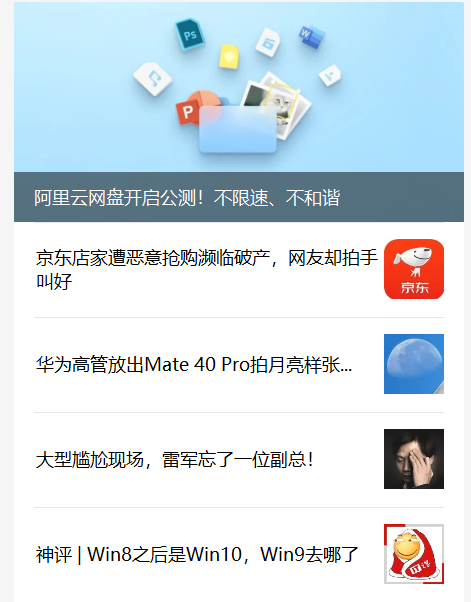 Ps
W
P
阿里云网盘开启公测！不限速、不和谐
京东店家遭恶意抢购濒临破产，网友却拍手
叫好
京东
华为高管放出Mate 40 Pro拍月亮样张...
大型尴尬现场，雷军忘了一位副总！
神评 | Win8之后是Win10，Win9去哪了